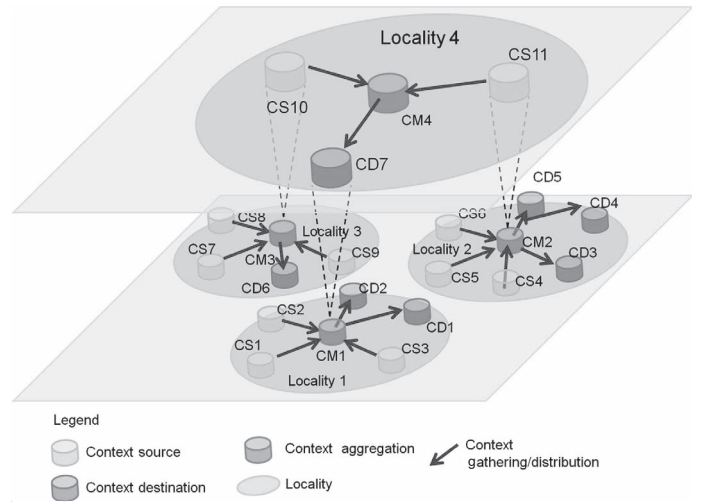 Locality 4
CS10
CS11
CM4
CD7
CD5
CD4
CS8
CS6
Locality 3
CM2
CS7
CM3
CS9
Locality 2
CD3
CD6
CS5
CS4
CD2
CS2
CD1
CS1
CM1
CS3
Locality 1
Legend
Context source
Context aggregation
Context
gathering/distribution
Context destination
Locality